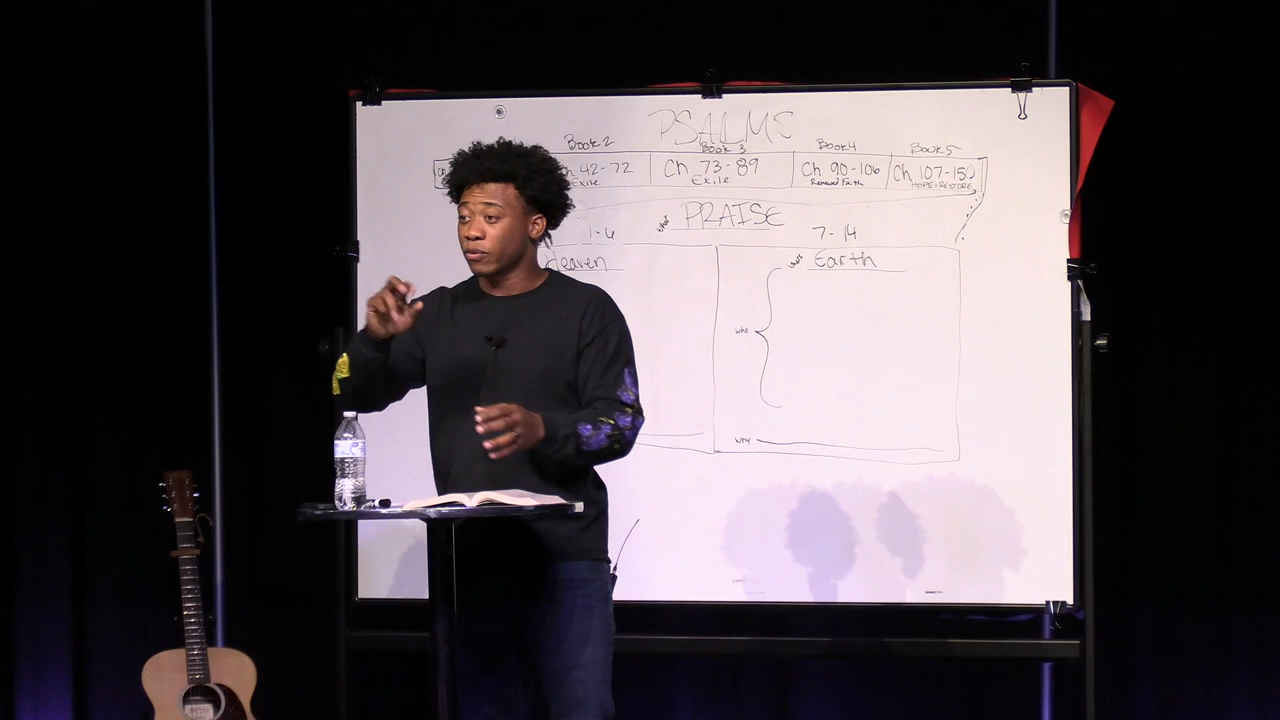 PSALMS
Book 2 Book 3 Book 4 Book 5
Ch 42-72 Ch 73-89 Ch 90-106 Ch 107-150
Exile Exile Renewed Faith HOPE+RESTORE
what PRAISE
1-6 7-14
Heaven where Earth
who
why